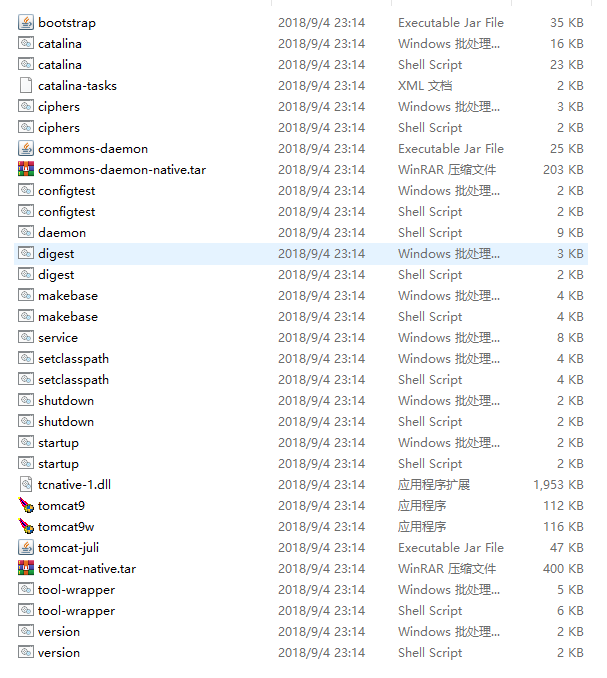 bootstrap 2018/9/4 23:14 Executable Jar File 35 KB
catalina 2018/9/4 23:14 Windows 批处理... 16 KB
catalina 2018/9/4 23:14 Shell Script 23 KB
catalina-tasks 2018/9/4 23:14 XML 文档 2 KB
ciphers 2018/9/4 23:14 Windows 批处理... 3 KB
ciphers 2018/9/4 23:14 Shell Script 2 KB
commons-daemon 2018/9/4 23:14 Executable Jar File 25 KB
commons-daemon-native.tar 2018/9/4 23:14 WinRAR 压缩文件 203 KB
configtest 2018/9/4 23:14 Windows 批处理... 2 KB
configtest 2018/9/4 23:14 Shell Script 2 KB
daemon 2018/9/4 23:14 Shell Script 9 KB
digest 2018/9/4 23:14 Windows 批处理... 3 KB
digest 2018/9/4 23:14 Shell Script 2 KB
makebase 2018/9/4 23:14 Windows 批处理... 4 KB
makebase 2018/9/4 23:14 Shell Script 4 KB
service 2018/9/4 23:14 Windows 批处理... 8 KB
setclasspath 2018/9/4 23:14 Windows 批处理... 4 KB
setclasspath 2018/9/4 23:14 Shell Script 4 KB
shutdown 2018/9/4 23:14 Windows 批处理... 2 KB
shutdown 2018/9/4 23:14 Shell Script 2 KB
startup 2018/9/4 23:14 Windows 批处理... 2 KB
startup 2018/9/4 23:14 Shell Script 2 KB
tcnative-1.dll 2018/9/4 23:14 应用程序扩展 1,953 KB
tomcat9 2018/9/4 23:14 应用程序 112 KB
tomcat9w 2018/9/4 23:14 应用程序 116 KB
tomcat-juli 2018/9/4 23:14 Executable Jar File 47 KB
tomcat-native.tar 2018/9/4 23:14 WinRAR 压缩文件 400 KB
tool-wrapper 2018/9/4 23:14 Windows 批处理... 5 KB
tool-wrapper 2018/9/4 23:14 Shell Script 6 KB
version 2018/9/4 23:14 Windows 批处理... 2 KB
version 2018/9/4 23:14 Shell Script 2 KB